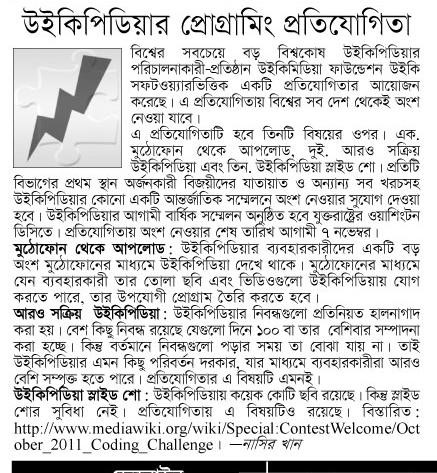 উইকিপিডিয়ার প্রোগ্রামিং প্রতিযোগিতা
বিশ্বের সবচেয়ে বড় বিশ্বকোষ উইকিপিডিয়ার
পরিচালনাকারী-প্রতিষ্ঠান উইকিমিডিয়া ফাউন্ডেশন উইকি
সফটওয়্যারভিত্তিক একটি প্রতিযোগিতার আয়োজন
করেছে। এ প্রতিযোগিতায় বিশ্বের সব দেশ থেকেই অংশ
নেওয়া যাবে।
এ প্রতিযোগিতাটি হবে তিনটি বিষয়ের ওপর। এক.
মুঠোফোন থেকে আপলোড, দুই. আরও সক্রিয়
উইকিপিডিয়া এবং তিন. উইকিপিডিয়া স্লাইড শো। প্রতিটি
বিভাগের প্রথম স্থান অর্জনকারী বিজয়ীদের যাতায়াত ও অন্যান্য সব খরচসহ
উইকিপিডিয়ার কোনো একটি আন্তর্জাতিক সম্মেলনে অংশ নেওয়ার সুযোগ দেওয়া
হবে। উইকিপিডিয়ার আগামী বার্ষিক সম্মেলন অনুষ্ঠিত হবে যুক্তরাষ্ট্রের ওয়াশিংটন
ডিসিতে। প্রতিযোগিতায় অংশ নেওয়ার শেষ তারিখ আগামী ৭ নভেম্বর।
মুঠোফোন থেকে আপলোড : উইকিপিডিয়ার ব্যবহারকারীদের একটি বড়
অংশ মুঠোফোনের মাধ্যমে উইকিপিডিয়া দেখে থাকে। মুঠোফোনের মাধ্যমে
যেন ব্যবহারকারী তার তোলা ছবি এবং ভিডিওগুলো উইকিপিডিয়ায় যোগ
করতে পারে, তার উপযোগী প্রোগ্রাম তৈরি করতে হবে।
আরও সক্রিয় উইকিপিডিয়া : উইকিপিডিয়ার নিবন্ধগুলো প্রতিনিয়ত হালনাগাদ
করা হয়। বেশ কিছু নিবন্ধ রয়েছে যেগুলো দিনে ১০০ বা তার বেশিবার সম্পাদনা
করা হচ্ছে। কিন্তু বর্তমানে নিবন্ধগুলো পড়ার সময় তা বোঝা যায় না। তাই
উইকিপিডিয়ার এমন কিছু পরিবর্তন দরকার, যার মাধ্যমে ব্যবহারকারীরা আরও
বেশি সম্পৃক্ত হতে পারে। প্রতিযোগিতার এ বিষয়টি এমনই।
উইকিপিডিয়া স্লাইড শো : উইকিপিডিয়ায় কয়েক কোটি ছবি রয়েছে। কিন্তু স্লাইড
শোর সুবিধা নেই। প্রতিযোগিতায় এ বিষয়টিও রয়েছে। বিস্তারিত :
http://www.mediawiki.org/wiki/Special:ContestWelcome/Oct
ober_2011_Coding_Challenge। —নাসির খান